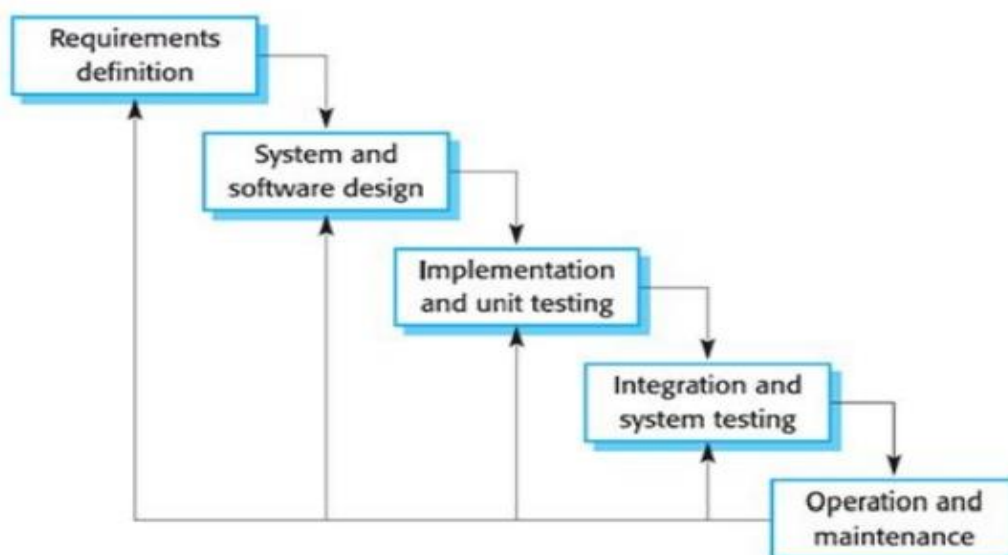 Requirements
definition
System and
software design
Implementation
and unit testing
Integration and
system testing
Operation and
maintenance